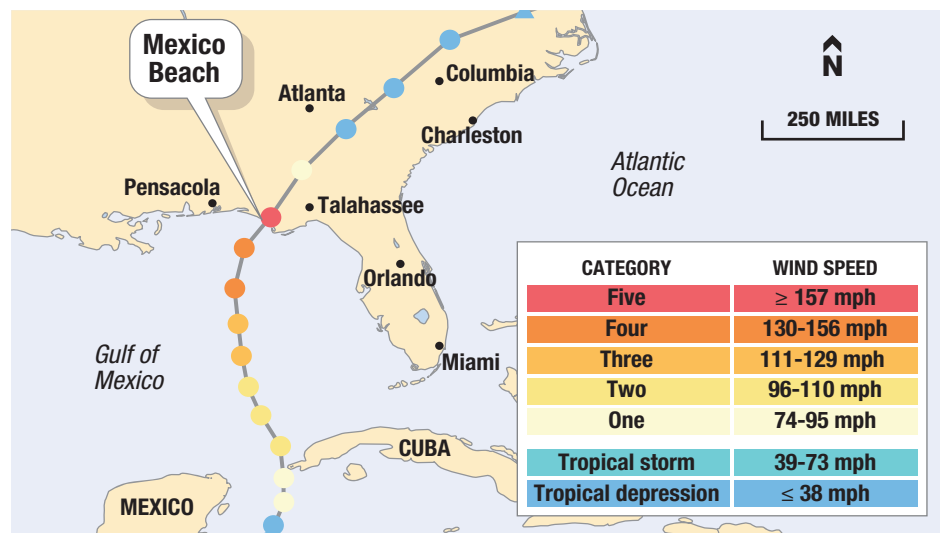 Mexico
Beach
Atlanta
Columbia
Charleston
N
250 MILES
Atlantic
Ocean
Pensacola
Talahassee
Orlando
Gulf of
Mexico
Miami
CUBA
MEXICO
CATEGORY WIND SPEED
Five ≥ 157 mph
Four 130-156 mph
Three 111-129 mph
Two 96-110 mph
One 74-95 mph
Tropical storm 39-73 mph
Tropical depression ≤ 38 mph